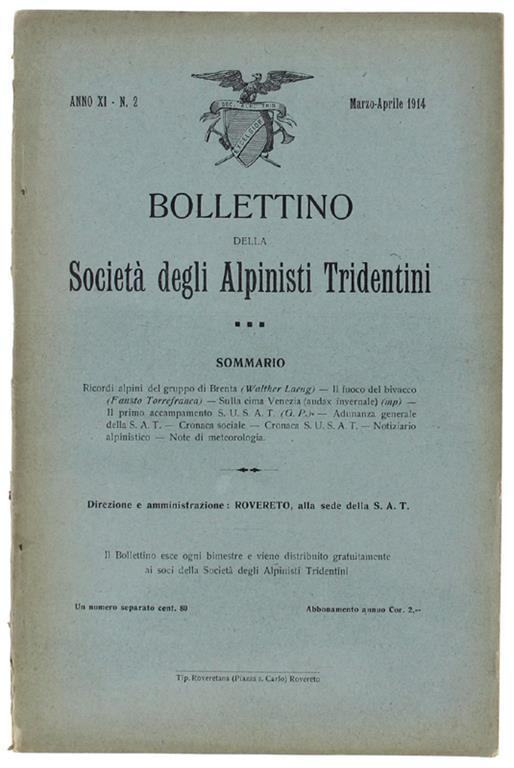 ANNO XI - N. 2
Marzo-Aprile 1914
SOC. ALP. TRID.
EXCELSIOR
BOLLETTINO
DELLA
Società degli Alpinisti Tridentini
SOMMARIO
Ricordi alpini del gruppo di Brenta (Walther Laeng) — Il fuoco del bivacco
(Fausto Torrefranca) — Sulla cima Venezia (audax invernale) (mp) —
Il primo accampamento S. U. S. A. T. (G. P.) — Adunanza generale
della S. A. T. — Cronaca sociale — Cronaca S. U. S. A. T. — Notiziario
alpinistico — Note di meteorologia.
Direzione e amministrazione: ROVERETO, alla sede della S. A. T.
Il Bollettino esce ogni bimestre e viene distribuito gratuitamente
ai soci della Società degli Alpinisti Tridentini
Un numero separato cent. 80
Abbonamento annuo Cor. 2,--
Tip. Roveretana (Piazza s. Carlo) Rovereto